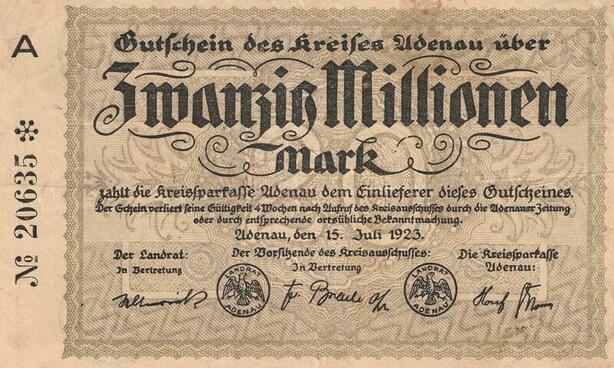 A
№ 20635 *
Gutschein des Kreises Adenau über
Zwanzig Millionen
Mark
zahlt die Kreissparkasse Adenau dem Einlieferer dieses Gutscheines.
Der Schein verliert seine Gültigkeit 4 Wochen nach Aufruf des Kreisausschusses durch die Adenauer Zeitung
oder durch entsprechende ortsübliche Bekanntmachung.
Adenau, den 15. Juli 1923.
Der Landrat: Der Vorsitzende des Kreisausschusses: Die Kreissparkasse
In Vertretung In Vertretung Adenau:
LANDRAT ADENAU
LANDRAT ADENAU